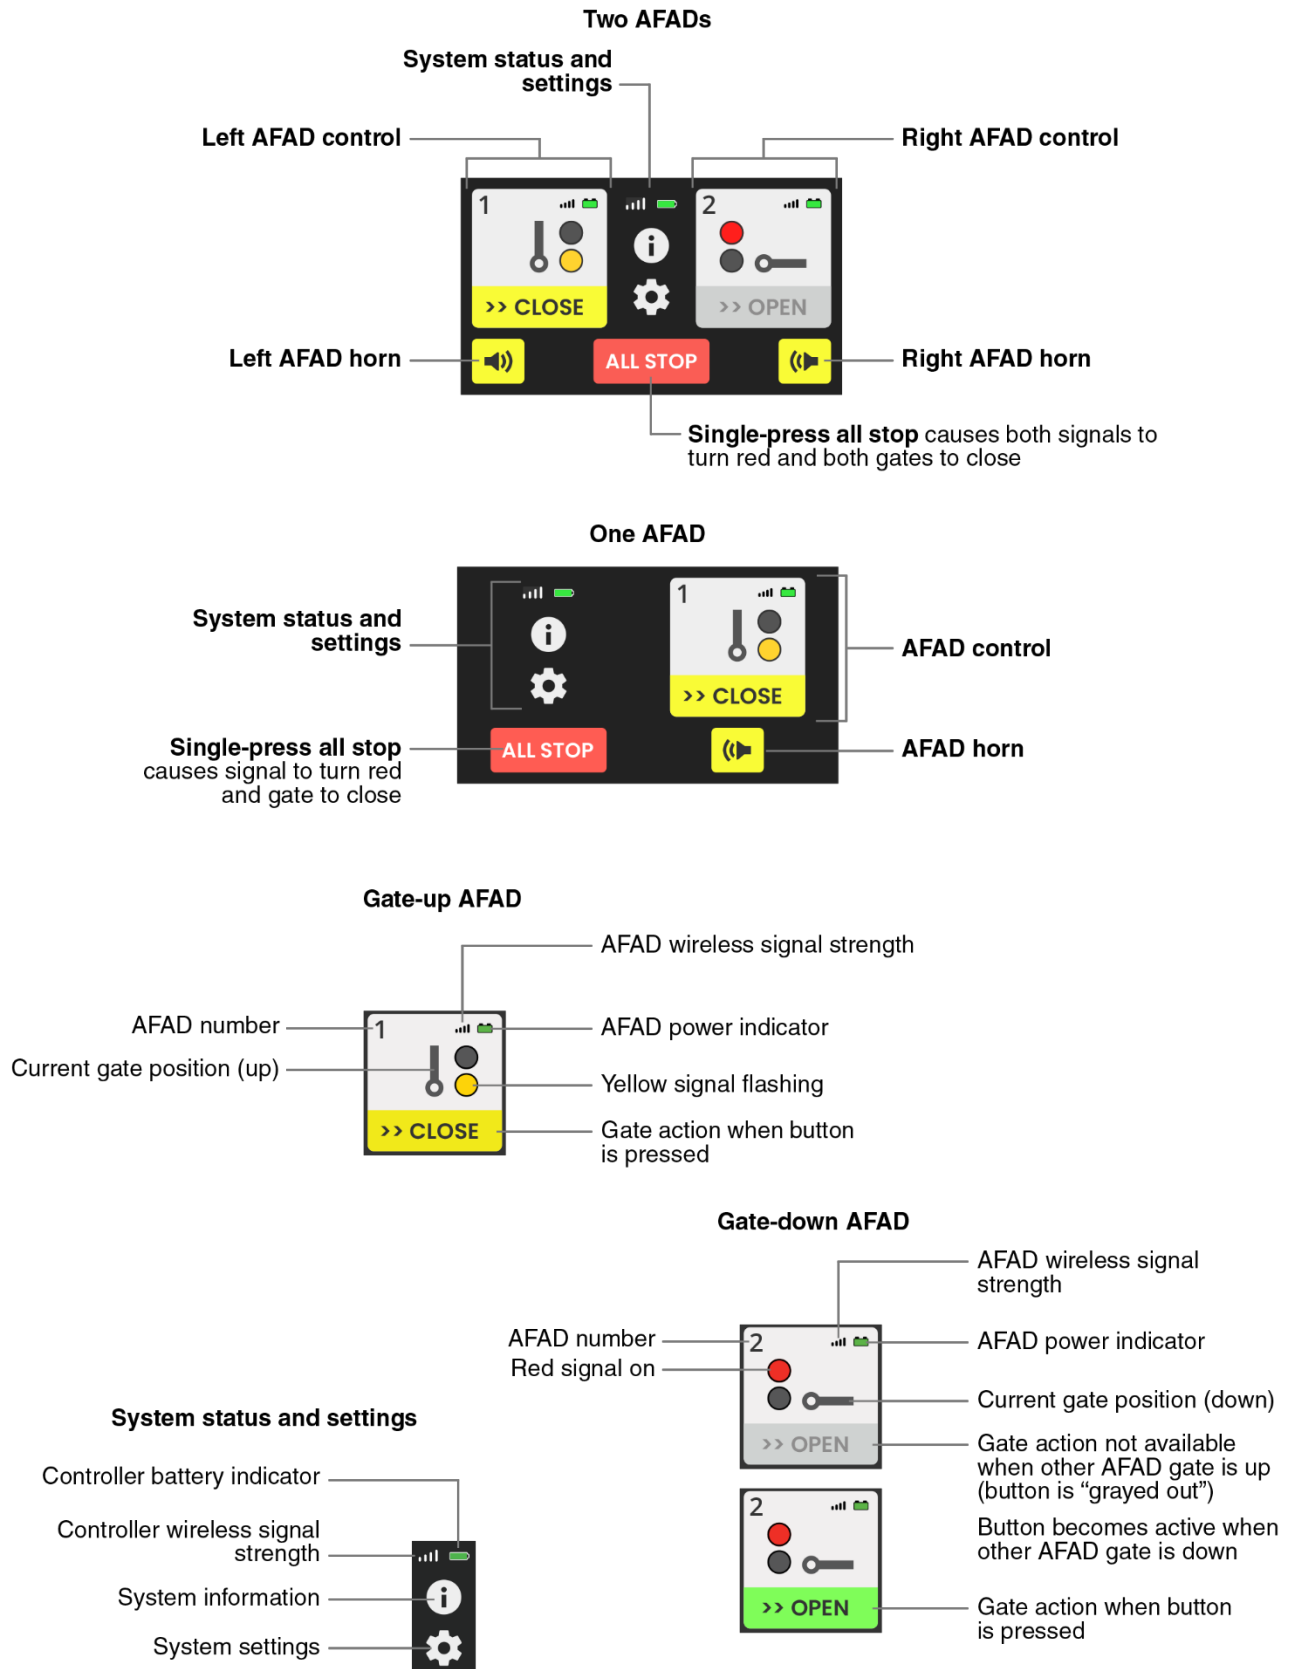 Two AFADs
System status and
settings
Left AFAD control
Right AFAD control
1
2
>> CLOSE
>> OPEN
Left AFAD horn
ALL STOP
Right AFAD horn
Single-press all stop causes both signals to
turn red and both gates to close
One AFAD
System status and
settings
1
AFAD control
>> CLOSE
Single-press all stop
causes signal to turn red
and gate to close
ALL STOP
AFAD horn
Gate-up AFAD
AFAD wireless signal strength
AFAD number
1
AFAD power indicator
Current gate position (up)
Yellow signal flashing
>> CLOSE
Gate action when button
is pressed
Gate-down AFAD
AFAD wireless signal
strength
AFAD number
2
AFAD power indicator
Red signal on
Current gate position (down)
>> OPEN
Gate action not available
when other AFAD gate is up
(button is “grayed out”)
2
Button becomes active when
other AFAD gate is down
>> OPEN
Gate action when button
is pressed
System status and settings
Controller battery indicator
Controller wireless signal
strength
System information
System settings